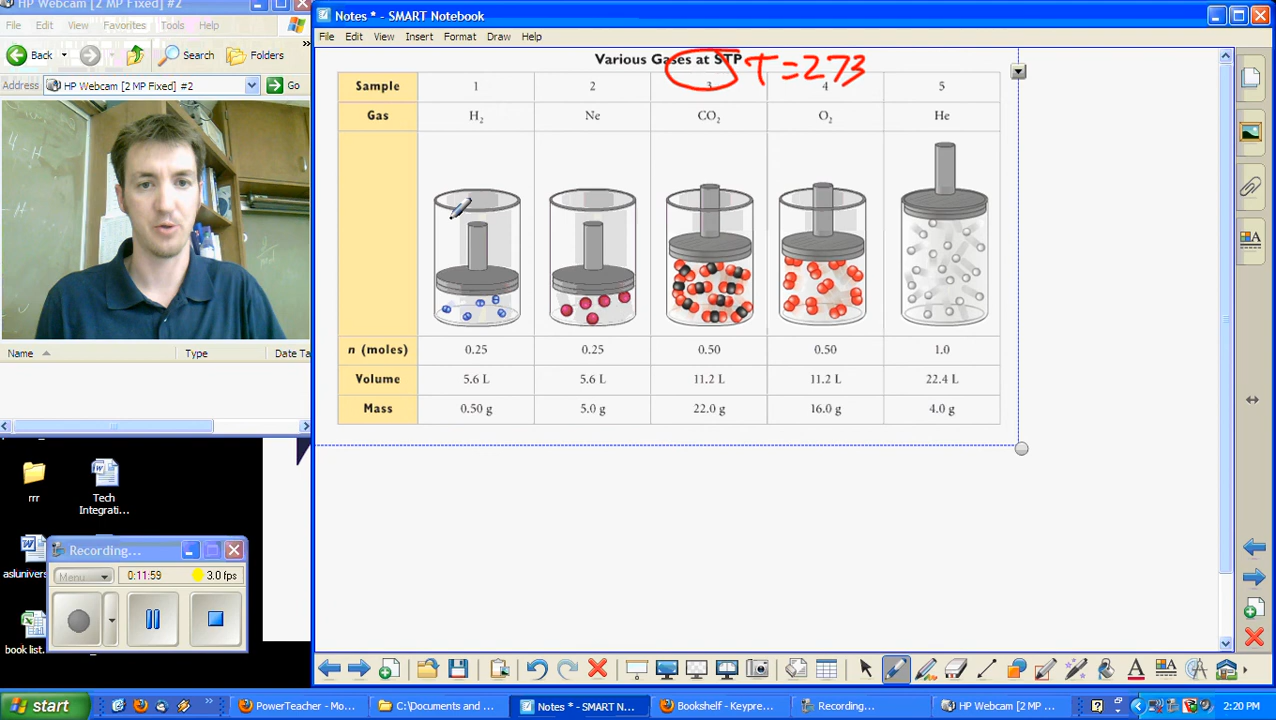 HP Webcam [2 MP Fixed] #2
File Edit View Favorites Tools Help
Back Search Folders
Address HP Webcam [2 MP Fixed] #2 Go
Name Type Date Ta
rrr
Tech
Integrati...
asluniver
book list.
Recording...
Menu 0:11:59 3.0 fps
Notes * - SMART Notebook
File Edit View Insert Format Draw Help
Various Gases at STP T=273
Sample 1 2 3 4 5
Gas H₂ Ne CO₂ O₂ He
n (moles) 0.25 0.25 0.50 0.50 1.0
Volume 5.6 L 5.6 L 11.2 L 11.2 L 22.4 L
Mass 0.50 g 5.0 g 22.0 g 16.0 g 4.0 g
start PowerTeacher - Mo... C:\Documents and ... Notes * - SMART N... Bookshelf - Keypre... Recording... HP Webcam [2 MP ... 2:20 PM